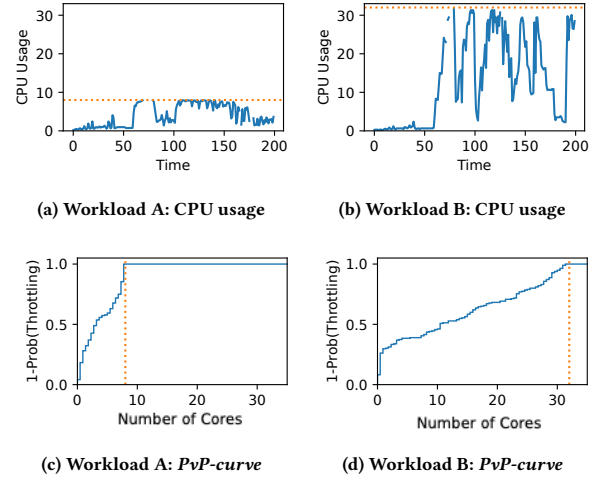 CPU Usage
30
20
10
0
0
50
100
150
200
Time
(a) Workload A: CPU usage
CPU Usage
30
20
10
0
0
50
100
150
200
Time
(b) Workload B: CPU usage
1-Prob(Throttling)
1.0
0.5
0.0
0
10
20
30
Number of Cores
(c) Workload A: PvP-curve
1-Prob(Throttling)
1.0
0.5
0.0
0
10
20
30
Number of Cores
(d) Workload B: PvP-curve